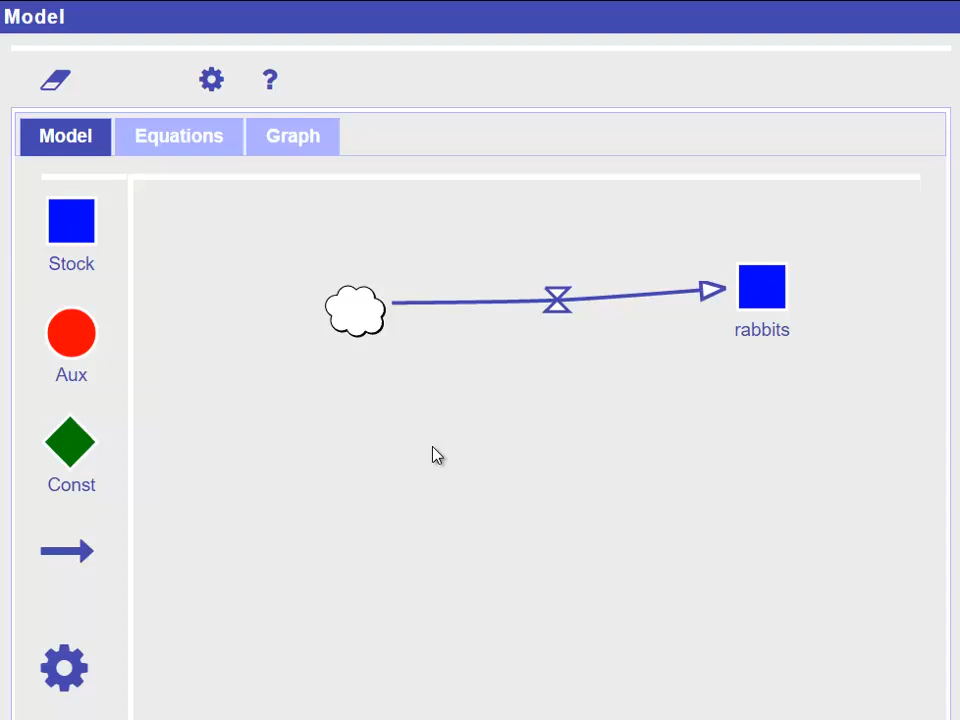 Model
?
Model
Equations
Graph
Stock
Aux
Const
rabbits